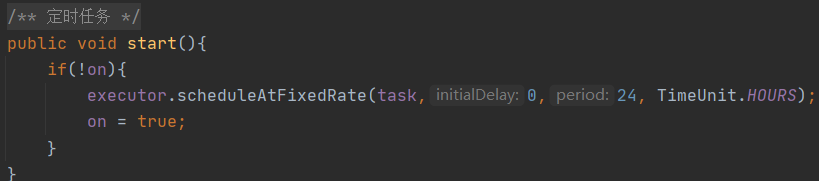 /** 定时任务 */
public void start(){
if(!on){
executor.scheduleAtFixedRate(task, initialDelay: 0, period: 24, TimeUnit.HOURS);
on = true;
}
}